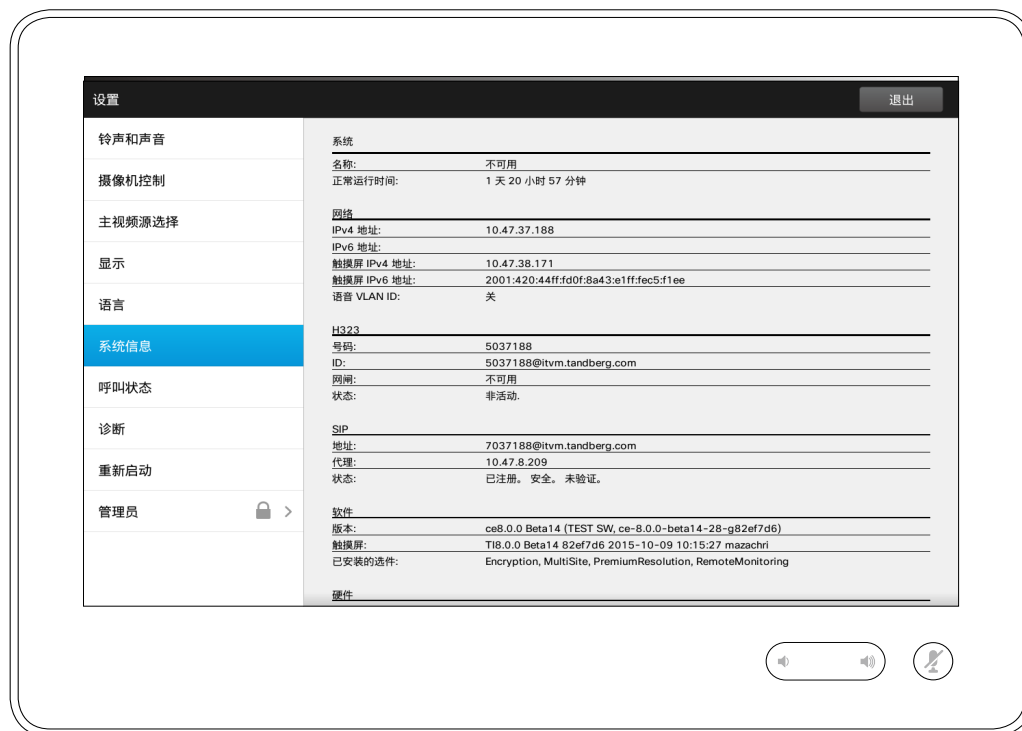 设置
退出
铃声和声音
摄像机控制
主视频源选择
显示
语言
系统信息
呼叫状态
诊断
重新启动
管理员
系统
名称: 不可用
正常运行时间: 1 天 20 小时 57 分钟
网络
IPv4 地址: 10.47.37.188
IPv6 地址:
触摸屏 IPv4 地址: 10.47.38.171
触摸屏 IPv6 地址: 2001:420:44ff:fd0f:8a43:e1ff:fec5:f1ee
语音 VLAN ID: 关
H323
号码: 5037188
ID: 5037188@itvm.tandberg.com
网闸: 不可用
状态: 非活动.
SIP
地址: 7037188@itvm.tandberg.com
代理: 10.47.8.209
状态: 已注册。 安全。 未验证。
软件
版本: ce8.0.0 Beta14 (TEST SW, ce-8.0.0-beta14-28-g82ef7d6)
触摸屏: TI8.0.0 Beta14 82ef7d6 2015-10-09 10:15:27 mazachri
已安装的选件: Encryption, MultiSite, PremiumResolution, RemoteMonitoring
硬件